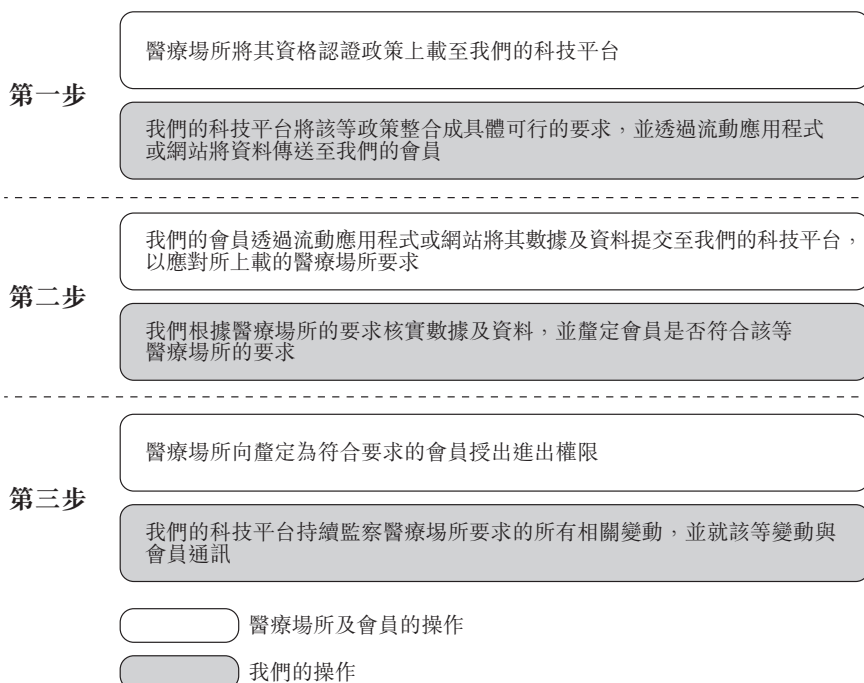 醫療場所將其資格認證政策上載至我們的科技平台
第一步
我們的科技平台將該等政策整合成具體可行的要求，並透過流動應用程式
或網站將資料傳送至我們的會員
我們的會員透過流動應用程式或網站將其數據及資料提交至我們的科技平台，
以應對所上載的醫療場所要求
第二步
我們根據醫療場所的要求核實數據及資料，並釐定會員是否符合該等
醫療場所的要求
醫療場所向釐定為符合要求的會員授出進出權限
第三步
我們的科技平台持續監察醫療場所要求的所有相關變動，並就該等變動與
會員通訊
醫療場所及會員的操作
我們的操作